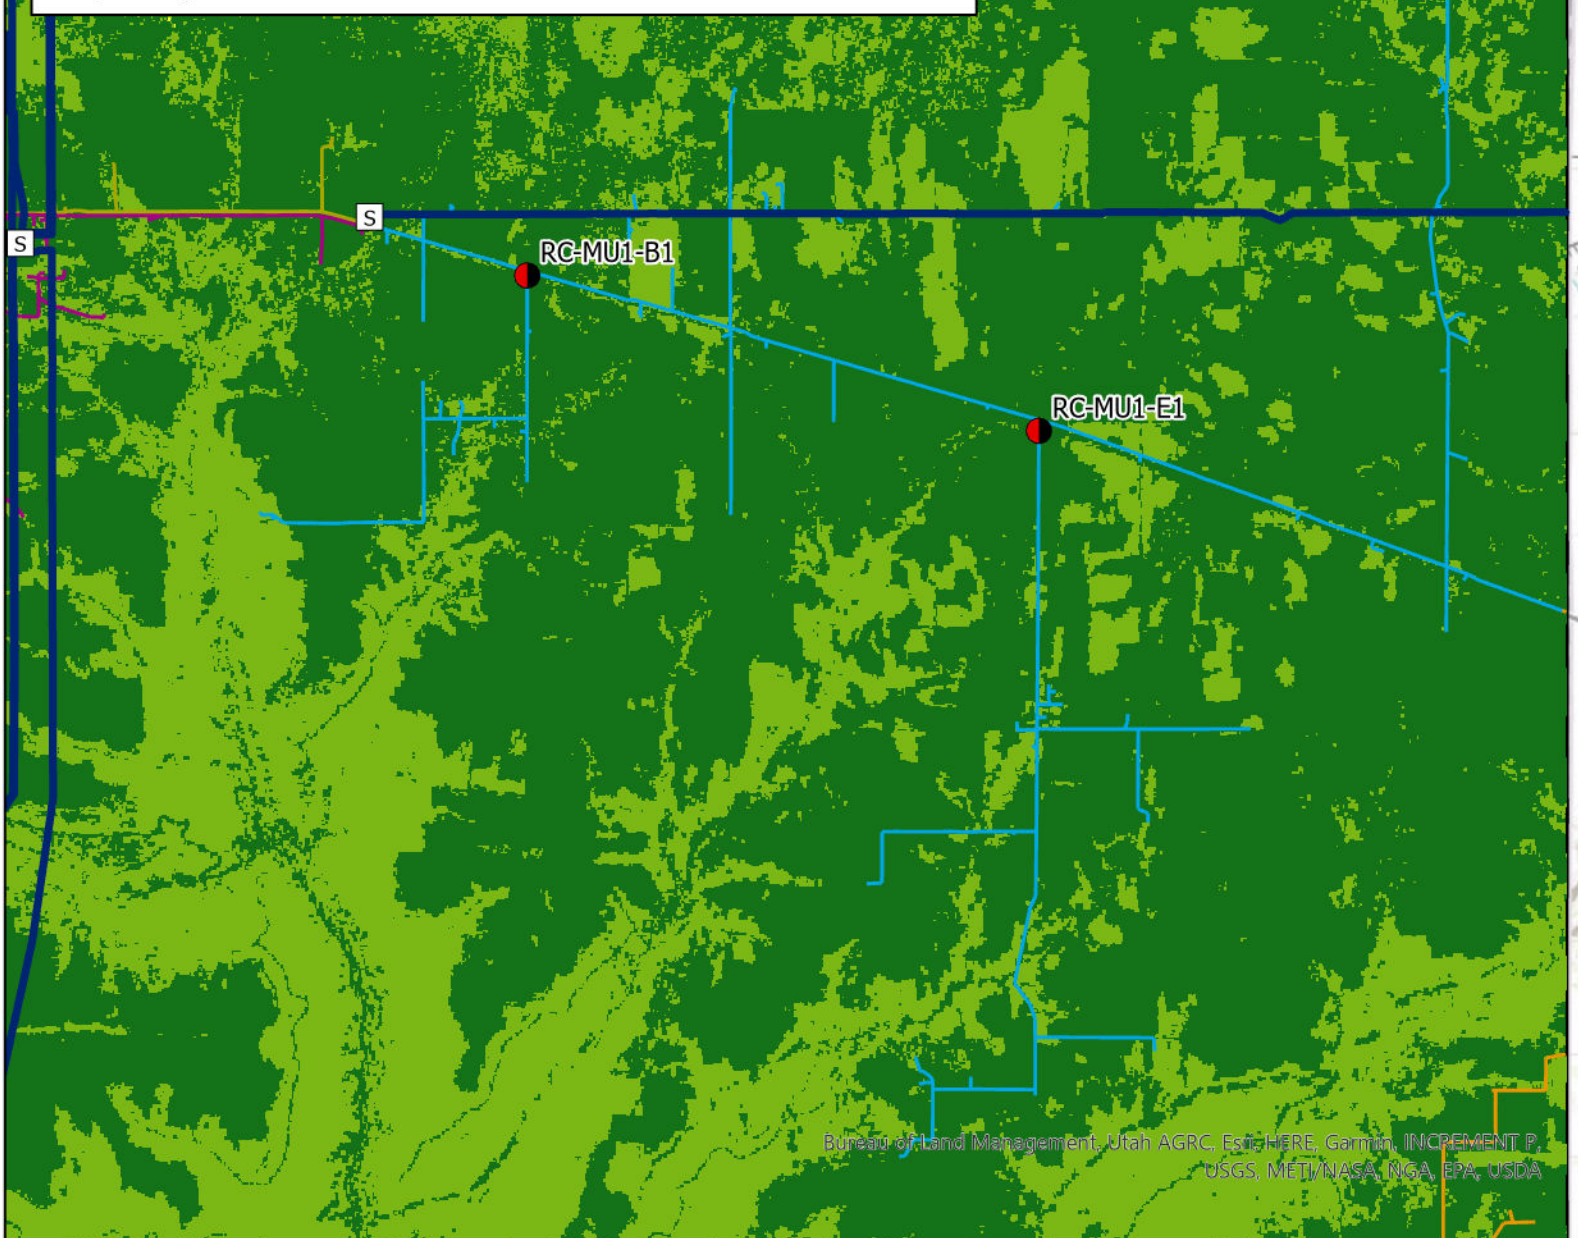 S
S
RC-MU1-B1
RC-MU1-E1
Bureau of Land Management, Utah AGRC, Esri, HERE, Garmin, INCREMENT P,
USGS, METI/NASA, NGA, EPA, USDA